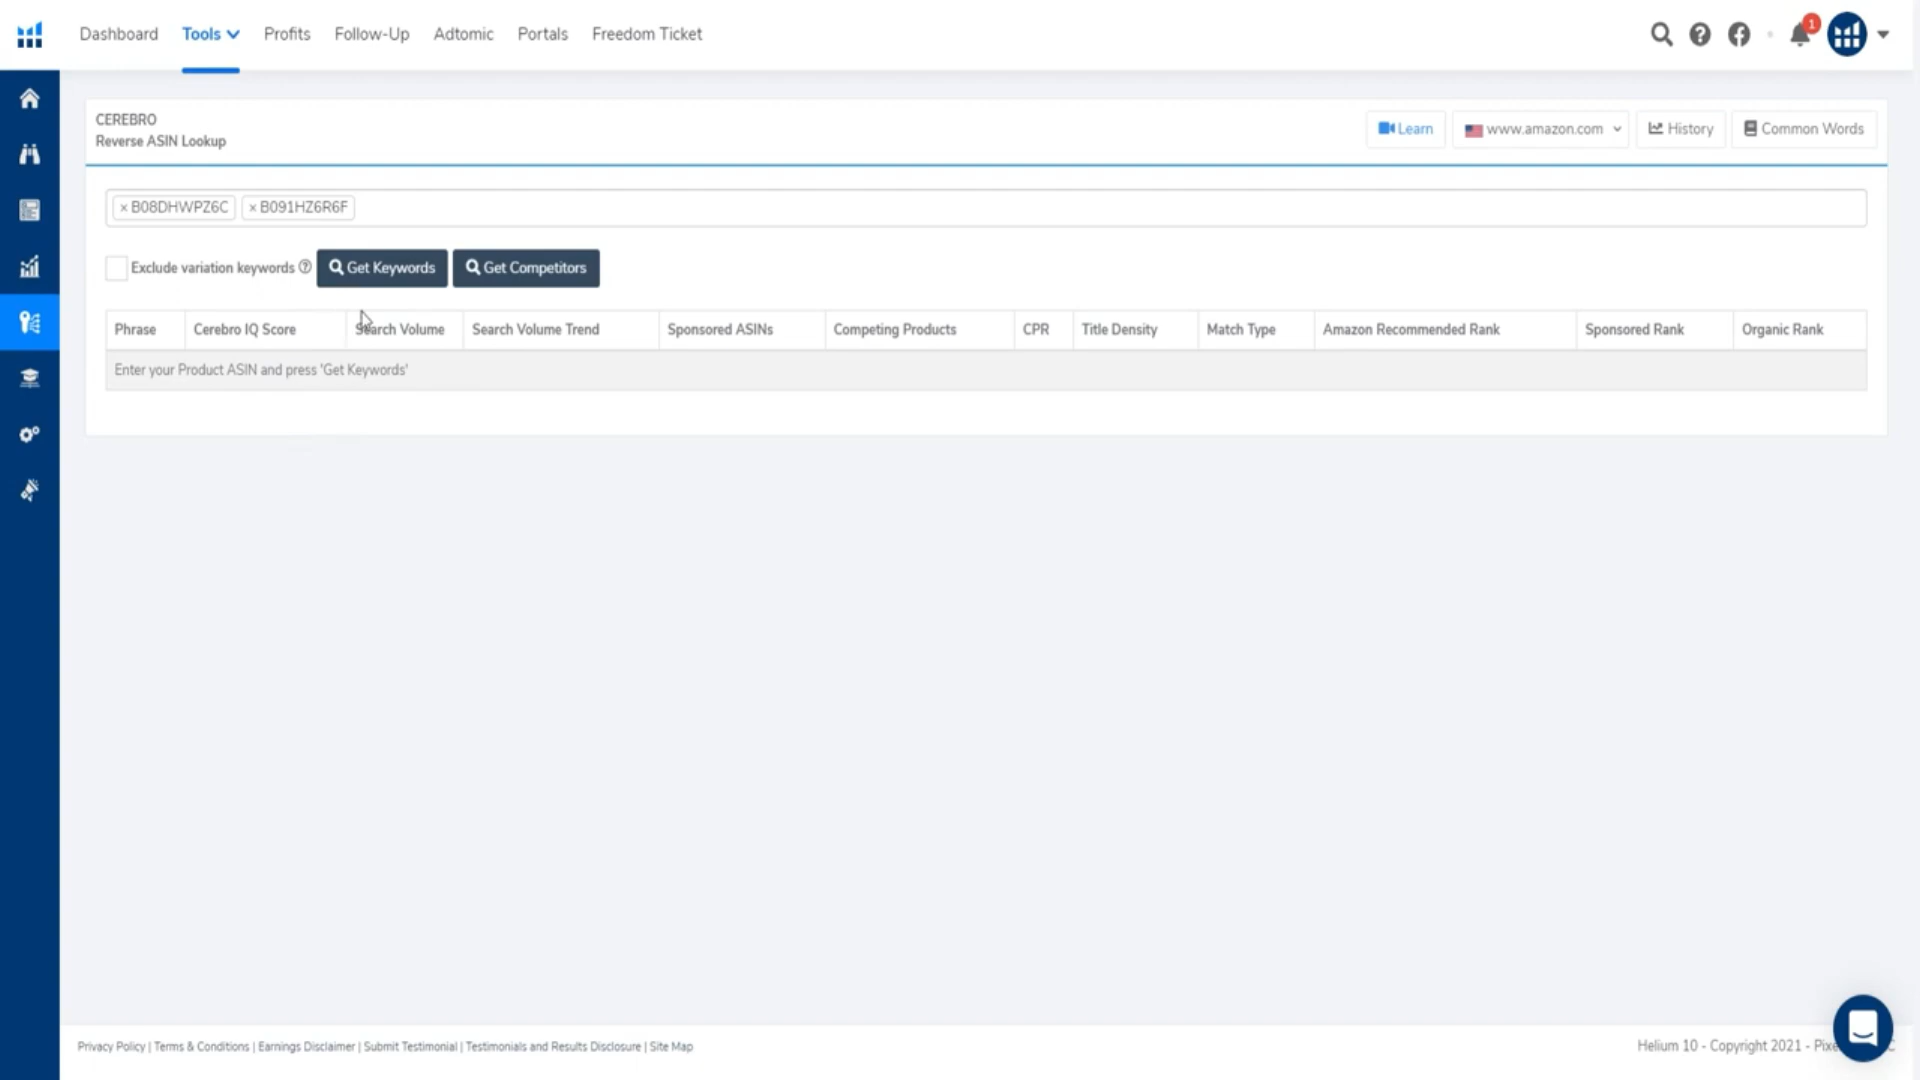 Dashboard Tools Profits Follow-Up Adtomic Portals Freedom Ticket
1
CEREBRO
Reverse ASIN Lookup
Learn www.amazon.com History Common Words
× B08DHWPZ6C × B091HZ6R6F
Exclude variation keywords Get Keywords Get Competitors
Phrase Cerebro IQ Score Search Volume Search Volume Trend Sponsored ASINs Competing Products CPR Title Density Match Type Amazon Recommended Rank Sponsored Rank Organic Rank
Enter your Product ASIN and press 'Get Keywords'
Privacy Policy | Terms & Conditions | Earnings Disclaimer | Submit Testimonial | Testimonials and Results Disclosure | Site Map
Helium 10 - Copyright 2021 -